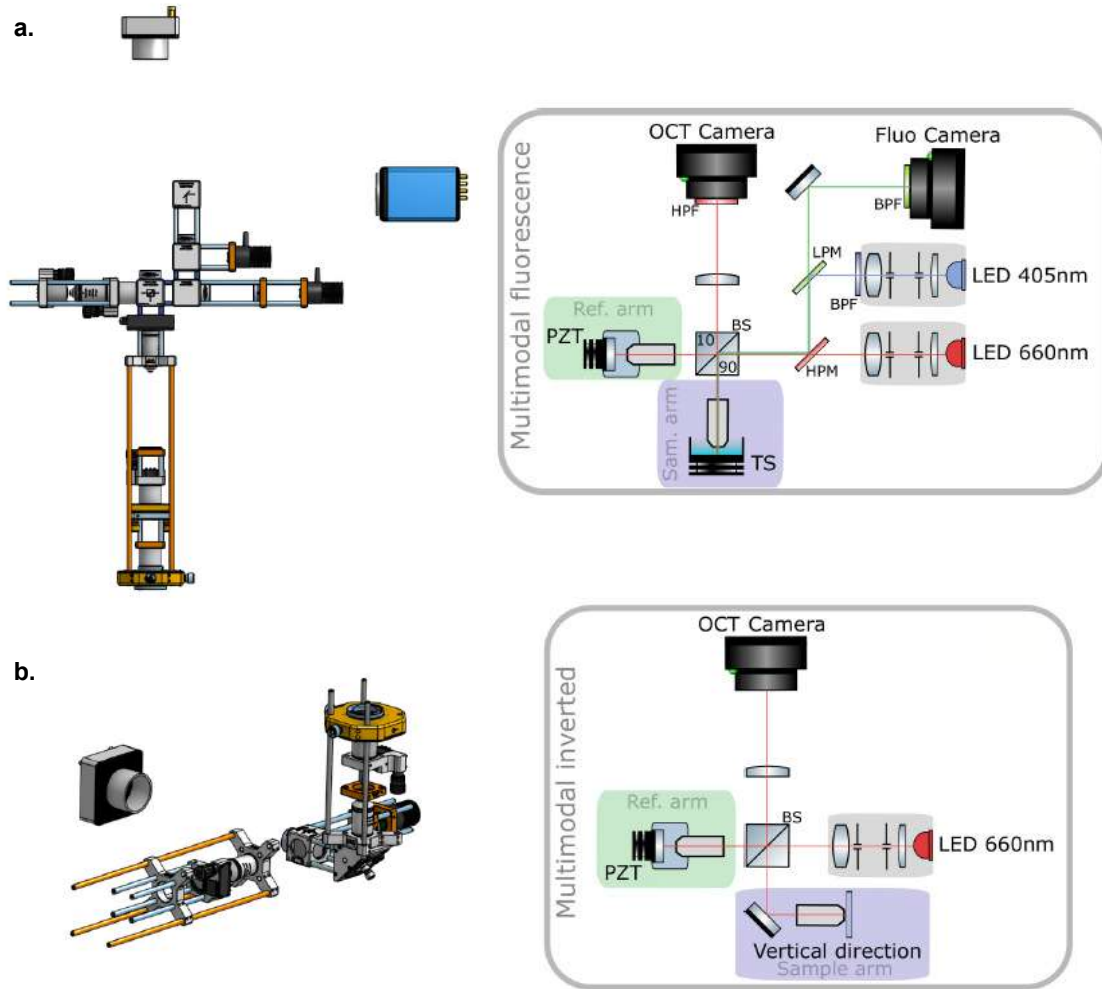 a.
Multimodal fluorescence
OCT Camera
Fluo Camera
HPF
BPF
LPM
LED 405nm
BPF
Ref. arm
PZT
BS
10
90
HPM
LED 660nm
Sam. arm
TS
b.
Multimodal inverted
OCT Camera
Ref. arm
BS
PZT
LED 660nm
Vertical direction
Sample arm